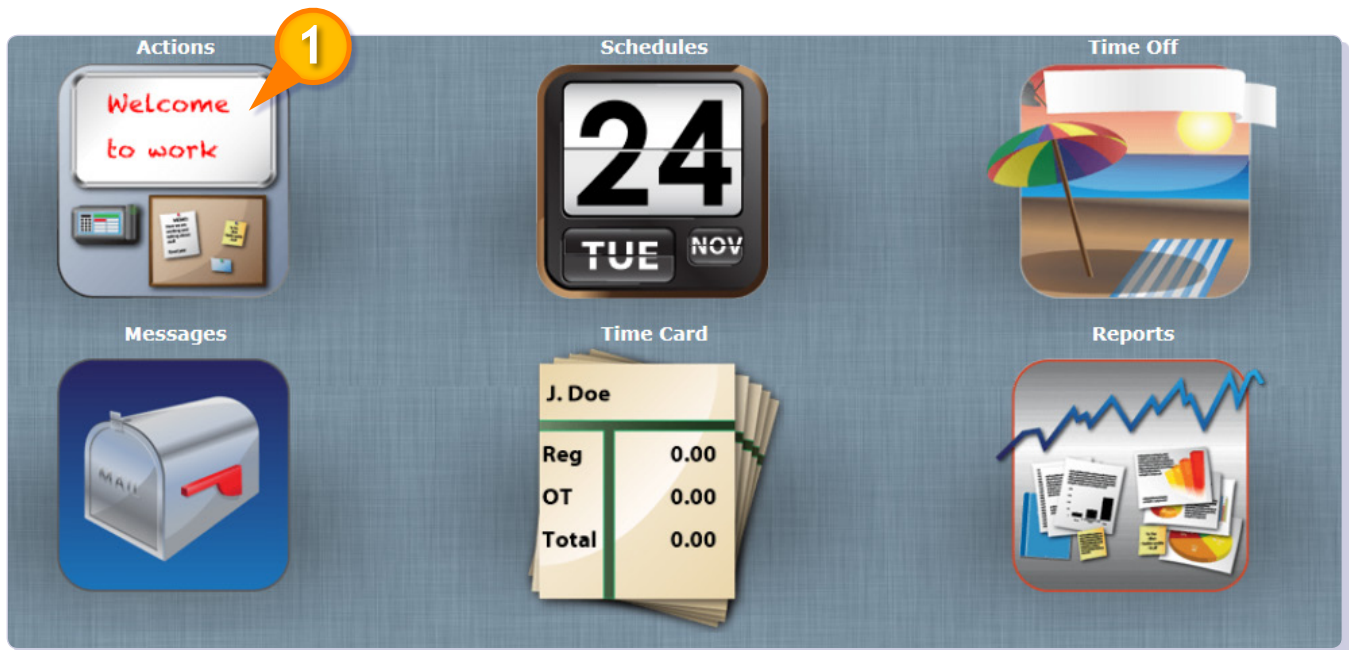 Actions
1
Schedules
Time Off
Welcome
to work
24
TUE
NOV
Messages
Time Card
Reports
MAIL
J. Doe
Reg 0.00
OT 0.00
Total 0.00